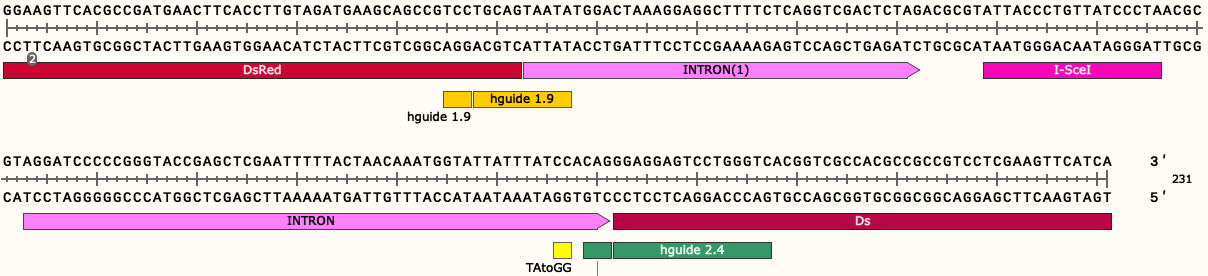 GGAAGTTCACGCCGATGAACTTCACCTTGTAGATGAAGCAGCCGTCCTGCAGTAATATGGACTAAAGGAGGCTTTTCTCAGGTCGACTCTAGACGCGTATTACCCTGTTATCCCTAACGC
CCTTCAAGTGCGGCTACTTGAAGTGGAACATCTACTTCGTCGGCAGGACGTCATTATACCTGATTTCCTCCGAAAAGAGTCCAGCTGAGATCTGCGCATAATGGGACAATAGGGATTGCG
2
DsRed INTRON(1) I-SceI
hguide 1.9
hguide 1.9
GTAGGATCCCCCGGGTACCGAGCTCGAATTTTTACTAACAAATGGTATTATTTATCCACAGGGAGGAGTCCTGGGTCACGGTCGCCACGCCGCCGTCCTCGAAGTTCATCA 3'
231
CATCCTAGGGGGCCCATGGCTCGAGCTTAAAAATGATTGTTTACCATAATAAATAGGTGTCCCTCCTCAGGACCCAGTGCCAGCGGTGCGGCGGCAGGAGCTTCAAGTAGT 5'
INTRON Ds
hguide 2.4
TAtoGG